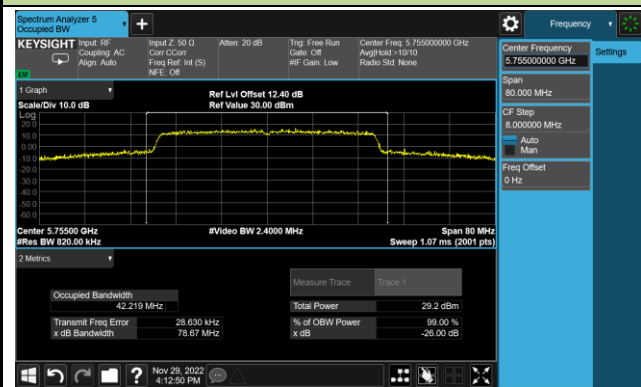 Spectrum Analyzer 5
Occupied BW
Frequency
KEYSIGHT
Input: RF
Coupling: AC
Align: Auto
Input Z: 50 Ω
Corr CCorr
Freq Ref: Int (S)
NFE: Off
Atten: 20 dB
Trig: Free Run
Gate: Off
#IF Gain: Low
Center Freq: 5.755000000 GHz
Avg|Hold:>10/10
Radio Std: None
Center Frequency
5.755000000 GHz
Settings
Span
80.000 MHz
CF Step
8.000000 MHz
Auto
Man
Freq Offset
0 Hz
1 Graph
Scale/Div 10.0 dB
Ref Lvl Offset 12.40 dB
Ref Value 30.00 dBm
Log
20.0
10.0
0.00
-10.0
-20.0
-30.0
-40.0
-50.0
-60.0
Center 5.75500 GHz
#Res BW 820.00 kHz
#Video BW 2.4000 MHz
Span 80 MHz
Sweep 1.07 ms (2001 pts)
2 Metrics
Measure Trace
Trace 1
Occupied Bandwidth
42.219 MHz
Total Power
29.2 dBm
Transmit Freq Error
28.630 kHz
% of OBW Power
99.00 %
x dB Bandwidth
78.67 MHz
x dB
-26.00 dB
Nov 29, 2022
4:12:50 PM